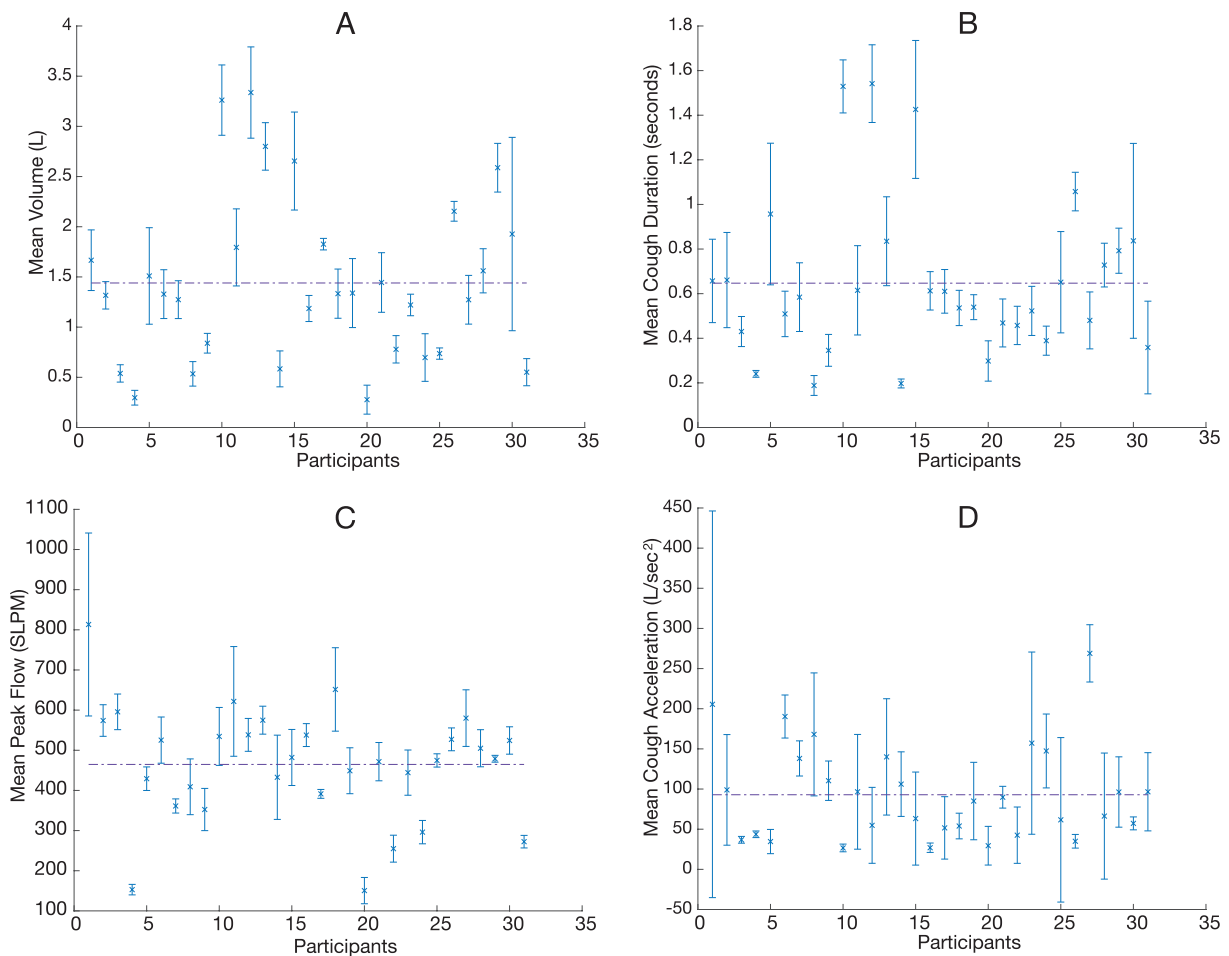 A
Mean Volume (L)
4
3.5
3
2.5
2
1.5
1
0.5
0
0 5 10 15 20 25 30 35
Participants
B
Mean Cough Duration (seconds)
1.8
1.6
1.4
1.2
1
0.8
0.6
0.4
0.2
0
0 5 10 15 20 25 30 35
Participants
C
Mean Peak Flow (SLPM)
1100
1000
900
800
700
600
500
400
300
200
100
0 5 10 15 20 25 30 35
Participants
D
Mean Cough Acceleration (L/sec²)
450
400
350
300
250
200
150
100
50
0
-50
0 5 10 15 20 25 30 35
Participants